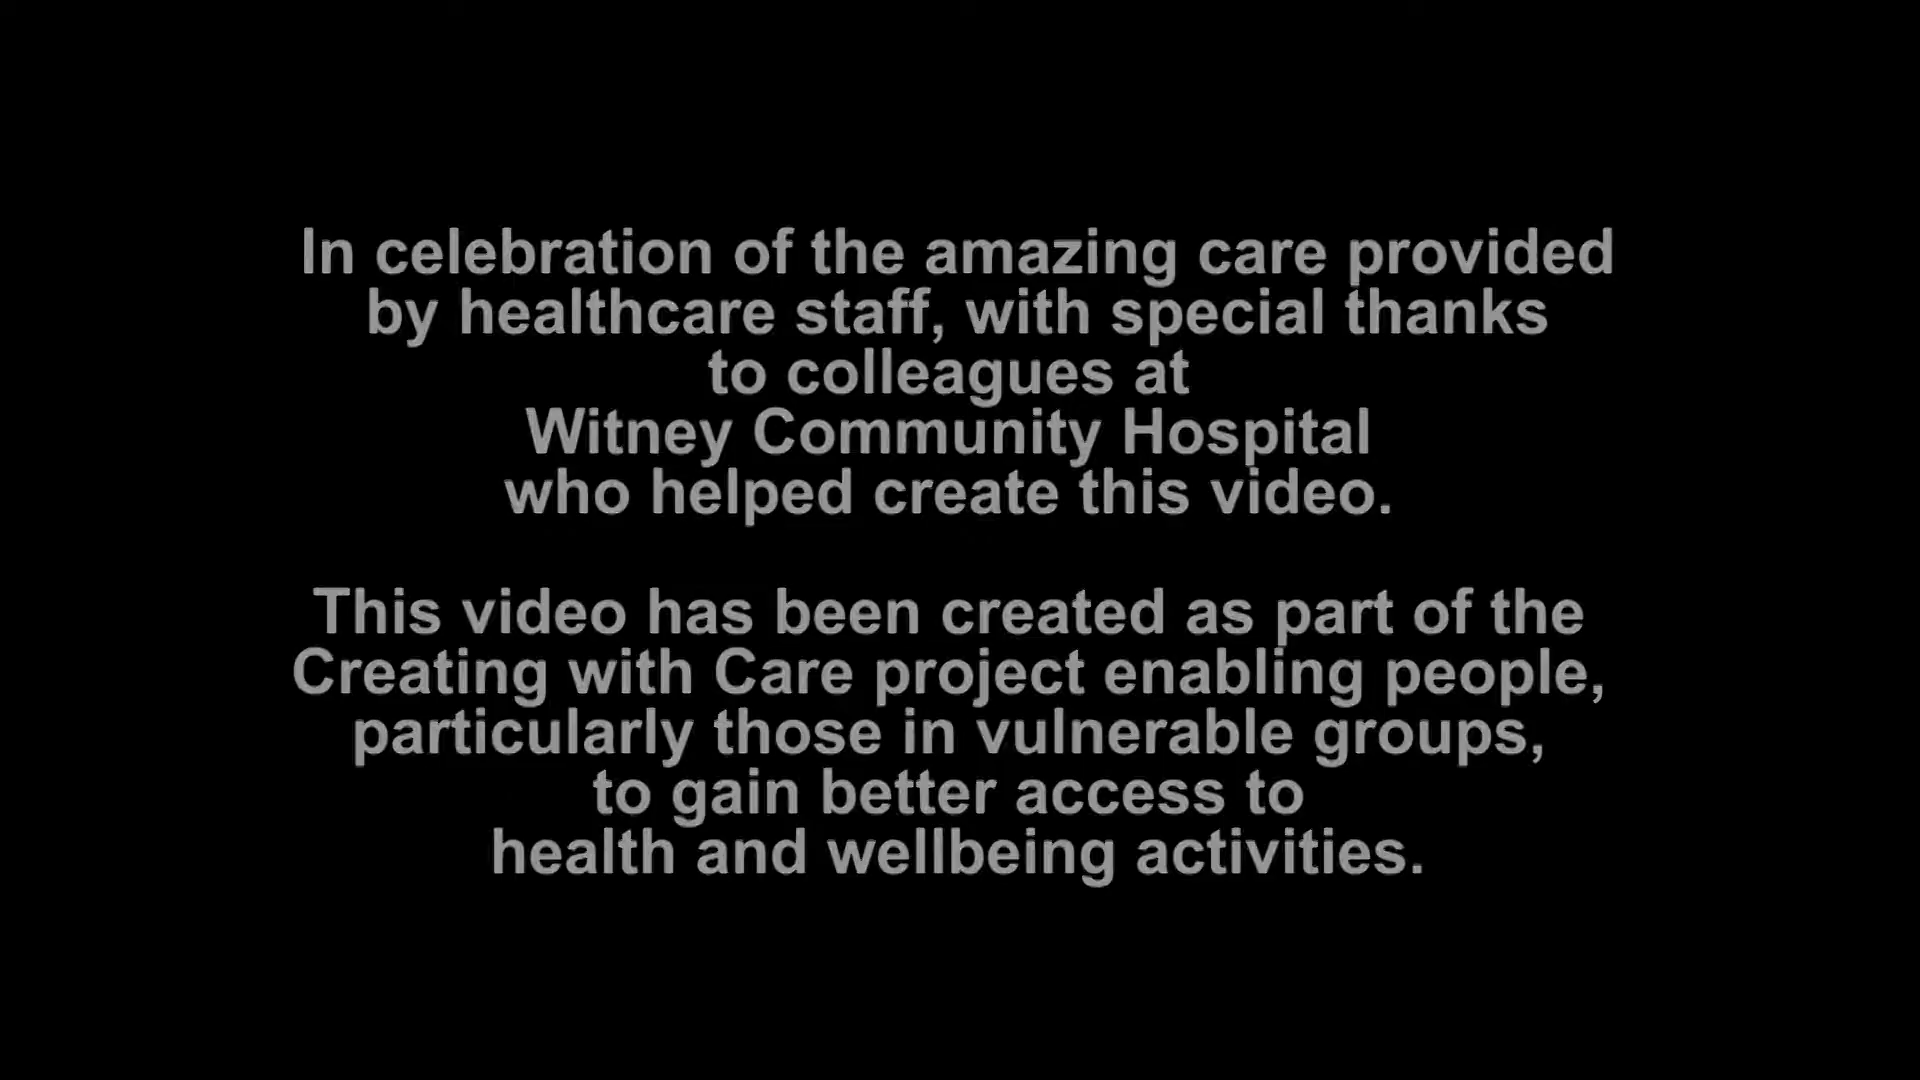 In celebration of the amazing care provided
by healthcare staff, with special thanks
to colleagues at
Witney Community Hospital
who helped create this video.
This video has been created as part of the
Creating with Care project enabling people,
particularly those in vulnerable groups,
to gain better access to
health and wellbeing activities.